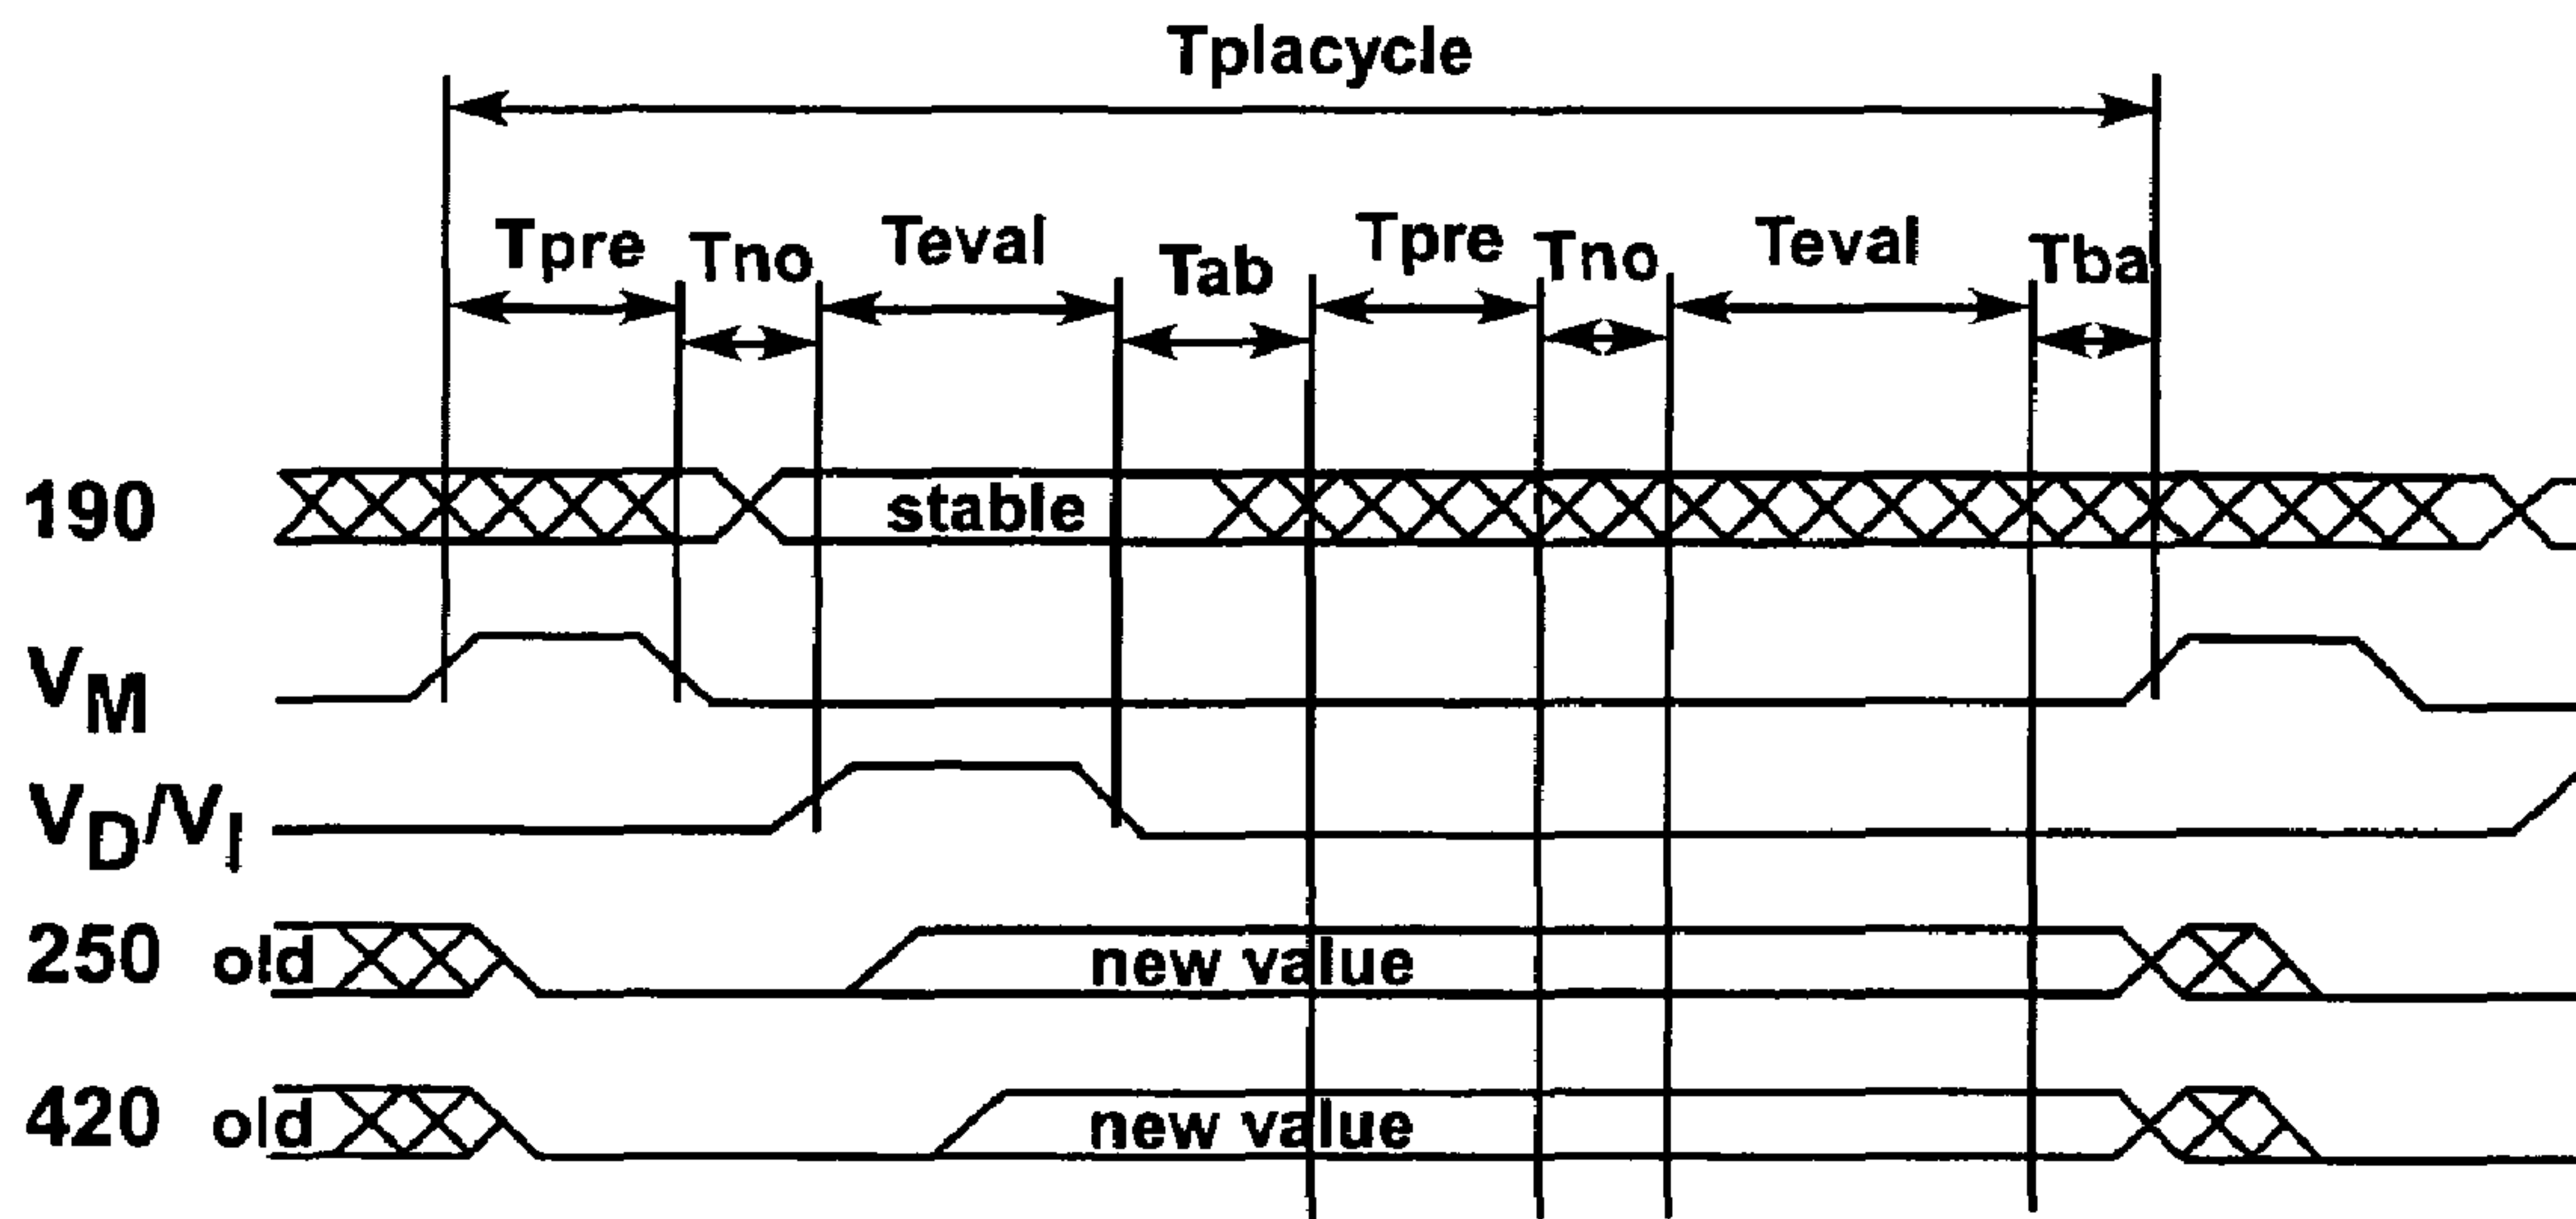 Tplacycle
Tpre Tno Teval Tab Tpre Tno Teval Tba
190 stable
VM
VD/VI
250 old new value
420 old new value